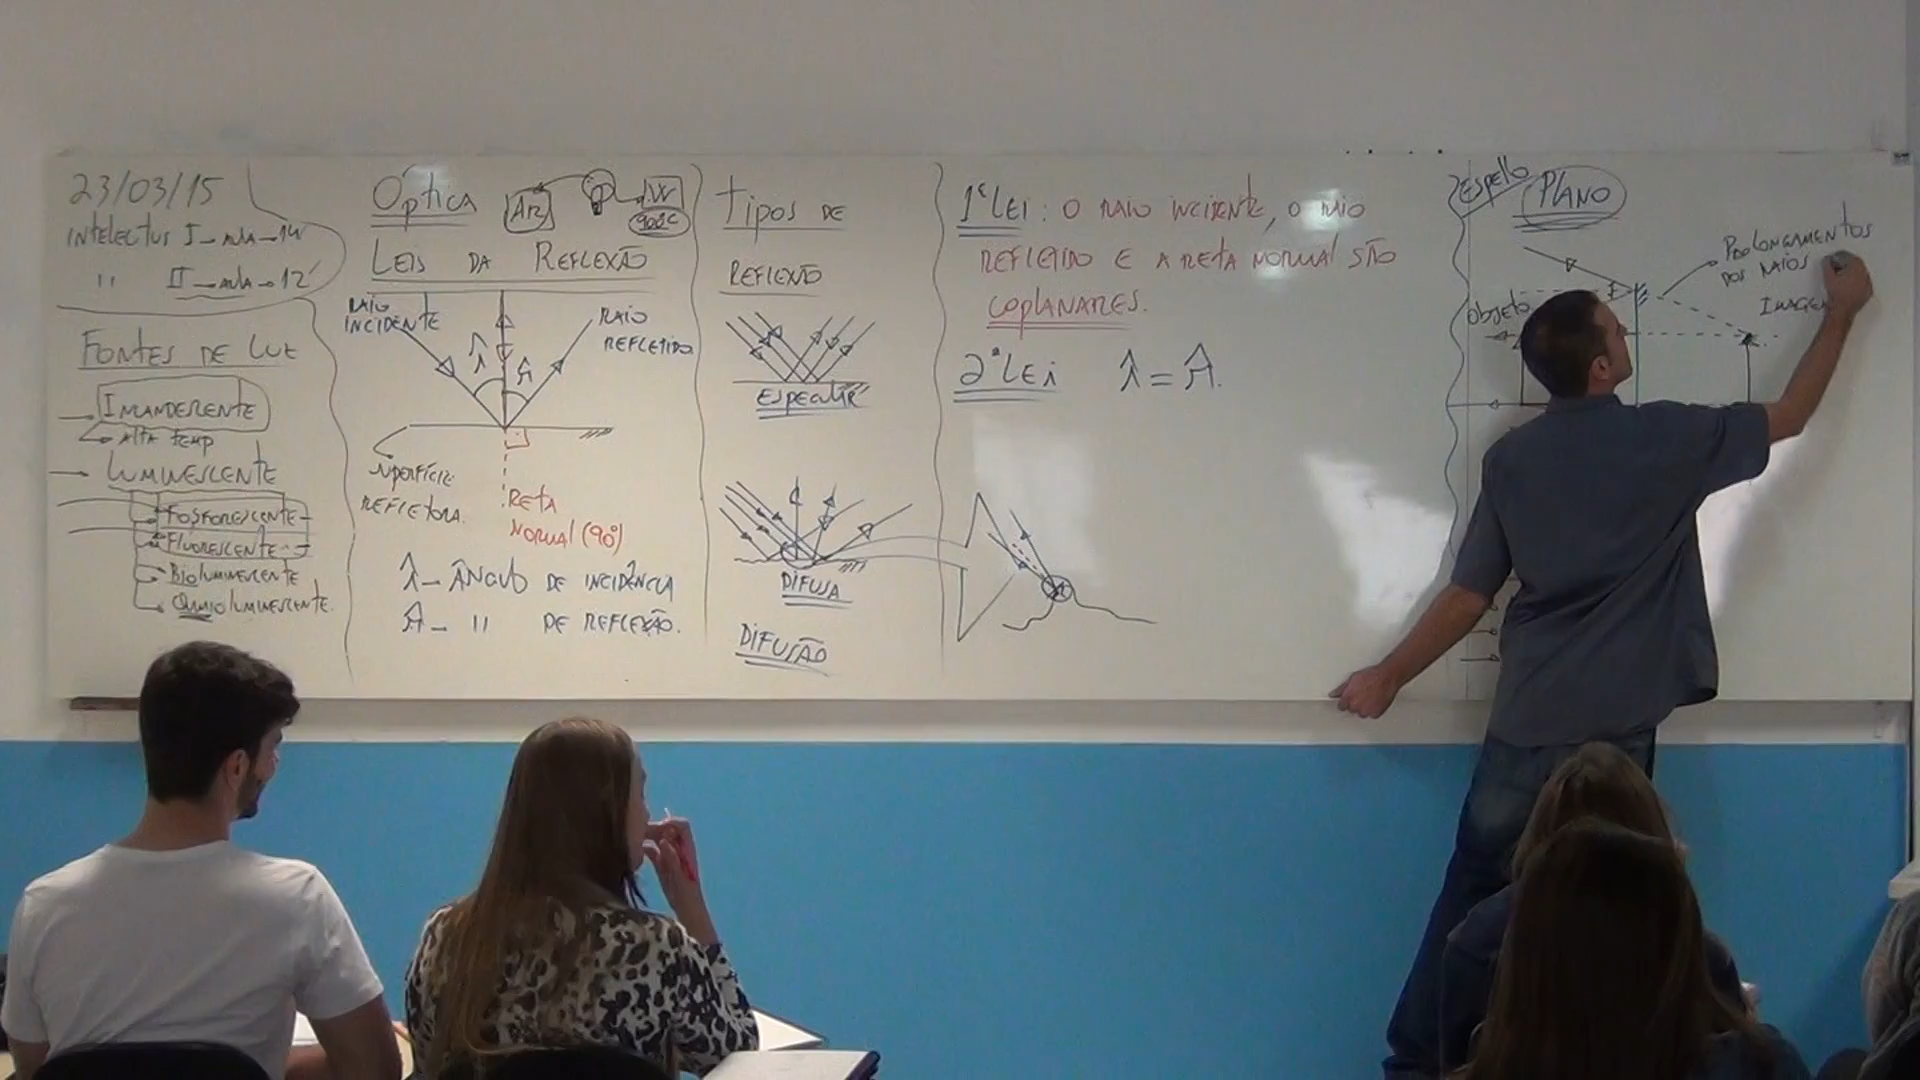 23/03/15
INTELECTUS I - AULA - 14
" II - AULA - 12
FONTES DE LUZ
INCANDESCENTE
ALTA TEMP
LUMINESCENTE
FOSFORESCENTE
FLUORESCENTE
BIOLUMINESCENTE
QUIMIOLUMINESCENTE.
ÓPTICA
LEIS DA REFLEXÃO
RAIO
INCIDENTE
RAIO
REFLETIDO
SUPERFÍCIE
REFLETORA.
RETA
NORMAL (90°)
î - ÂNGULO DE INCIDÊNCIA
r̂ - " DE REFLEXÃO.
TIPOS DE
REFLEXÃO
ESPECULAR
DIFUSA
DIFUSÃO
1ª LEI: O RAIO INCIDENTE, O RAIO
REFLETIDO E A RETA NORMAL SÃO
COPLANARES.
2ª LEI î = r̂.
ESPELHO PLANO
PROLONGAMENTOS
DOS RAIOS
OBJETO
IMAGEM